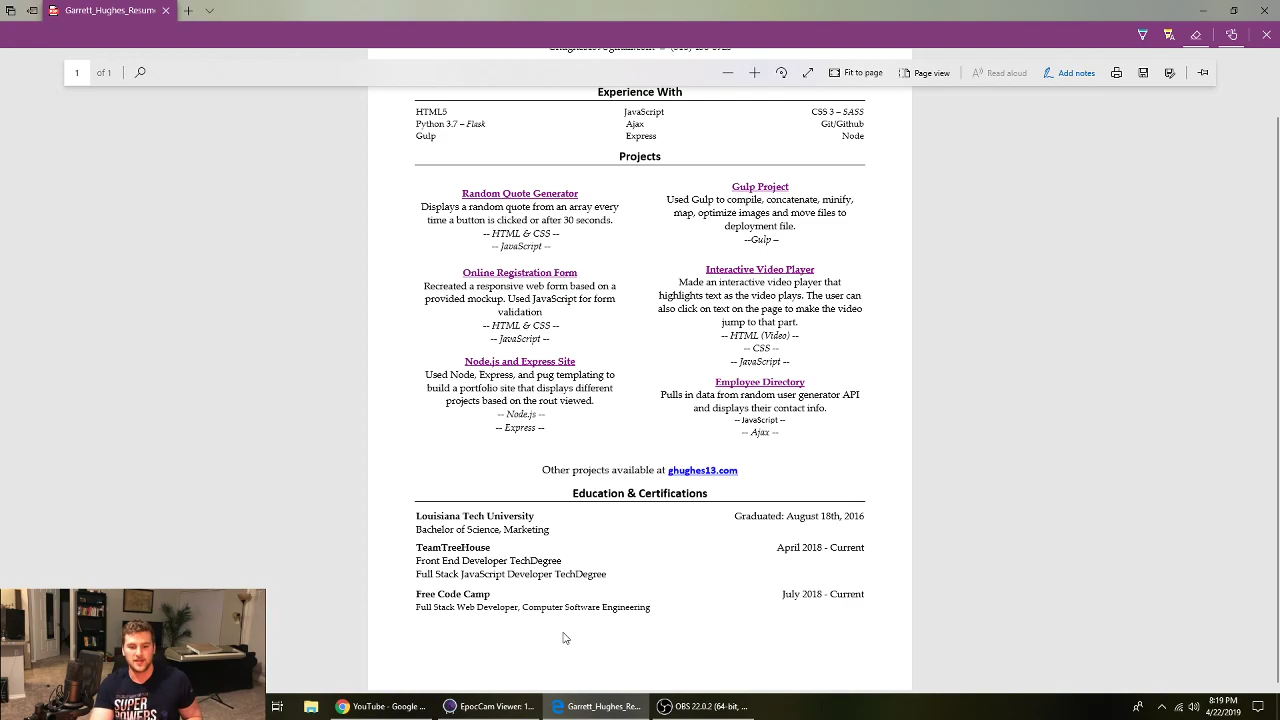 Garrett_Hughes_Resum
1
of 1
Fit to page
Page view
Read aloud
Add notes
Experience With
HTML5
JavaScript
CSS 3 – SASS
Python 3.7 – Flask
Ajax
Git/Github
Gulp
Express
Node
Projects
Random Quote Generator
Displays a random quote from an array every
time a button is clicked or after 30 seconds.
-- HTML & CSS --
-- JavaScript --
Online Registration Form
Recreated a responsive web form based on a
provided mockup. Used JavaScript for form
validation
-- HTML & CSS --
-- JavaScript --
Node.js and Express Site
Used Node, Express, and pug templating to
build a portfolio site that displays different
projects based on the rout viewed.
-- Node.js --
-- Express --
Gulp Project
Used Gulp to compile, concatenate, minify,
map, optimize images and move files to
deployment file.
--Gulp –
Interactive Video Player
Made an interactive video player that
highlights text as the video plays. The user can
also click on text on the page to make the video
jump to that part.
-- HTML (Video) --
-- CSS --
-- JavaScript --
Employee Directory
Pulls in data from random user generator API
and displays their contact info.
-- JavaScript --
-- Ajax --
Other projects available at ghughes13.com
Education & Certifications
Louisiana Tech University
Graduated: August 18th, 2016
Bachelor of Science, Marketing
TeamTreeHouse
April 2018 - Current
Front End Developer TechDegree
Full Stack JavaScript Developer TechDegree
Free Code Camp
July 2018 - Current
Full Stack Web Developer, Computer Software Engineering
SUPER
POWERS
YouTube - Google ...
EpocCam Viewer: 1...
Garrett_Hughes_Re...
OBS 22.0.2 (64-bit, ...
8:19 PM
4/22/2019